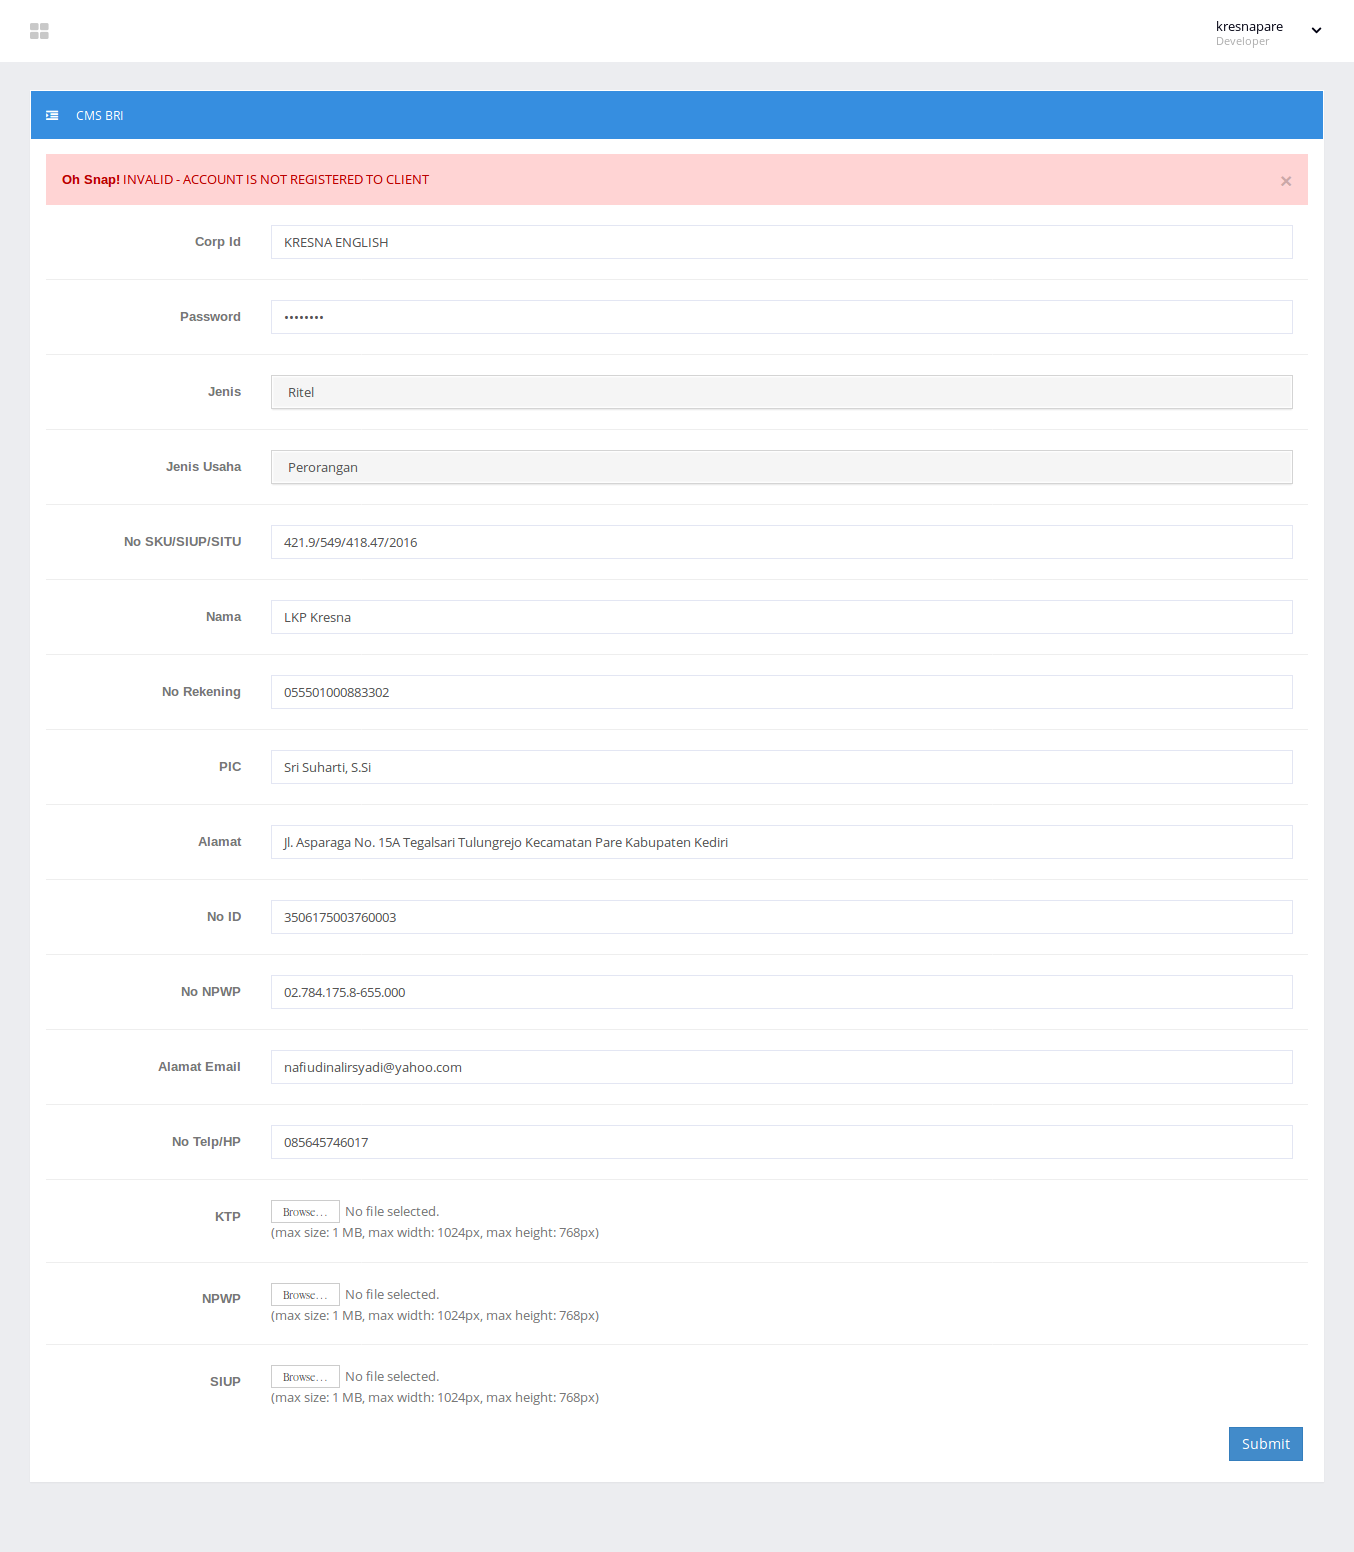 kresnapare
Developer
CMS BRI
Oh Snap! INVALID - ACCOUNT IS NOT REGISTERED TO CLIENT ×
Corp Id KRESNA ENGLISH
Password ••••••••
Jenis Ritel
Jenis Usaha Perorangan
No SKU/SIUP/SITU 421.9/549/418.47/2016
Nama LKP Kresna
No Rekening 055501000883302
PIC Sri Suharti, S.Si
Alamat Jl. Asparaga No. 15A Tegalsari Tulungrejo Kecamatan Pare Kabupaten Kediri
No ID 3506175003760003
No NPWP 02.784.175.8-655.000
Alamat Email nafiudinalirsyadi@yahoo.com
No Telp/HP 085645746017
KTP Browse... No file selected.
(max size: 1 MB, max width: 1024px, max height: 768px)
NPWP Browse... No file selected.
(max size: 1 MB, max width: 1024px, max height: 768px)
SIUP Browse... No file selected.
(max size: 1 MB, max width: 1024px, max height: 768px)
Submit